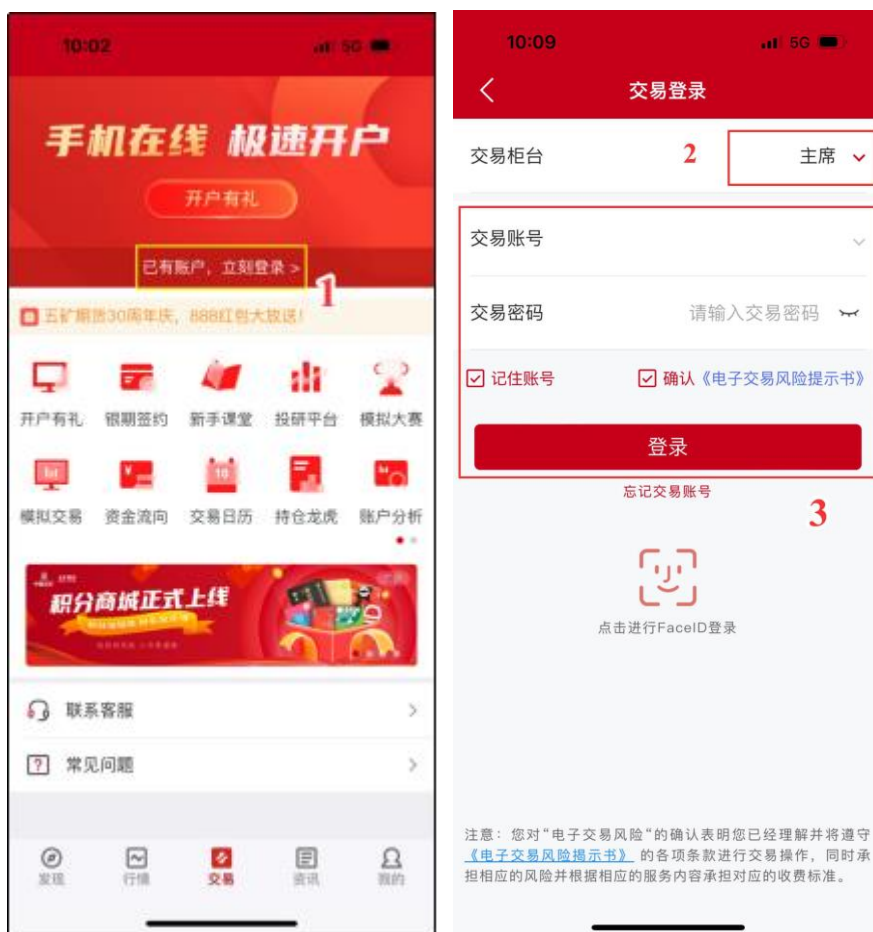 10:02
5G
手机在线 极速开户
开户有礼
已有账户，立刻登录 >
1
五矿期货30周年庆，888红包大放送！
开户有礼 银期签约 新手课堂 投研平台 模拟大赛
10
模拟交易 资金流向 交易日历 持仓龙虎 账户分析
积分商城正式上线
联系客服
常见问题
发现 行情 交易 资讯 我的
10:09
5G
交易登录
交易柜台 2 主席
交易账号
交易密码 请输入交易密码
记住账号 确认《电子交易风险提示书》
登录
忘记交易账号
3
点击进行FaceID登录
注意：您对“电子交易风险“的确认表明您已经理解并将遵守
《电子交易风险揭示书》 的各项条款进行交易操作，同时承
担相应的风险并根据相应的服务内容承担对应的收费标准。